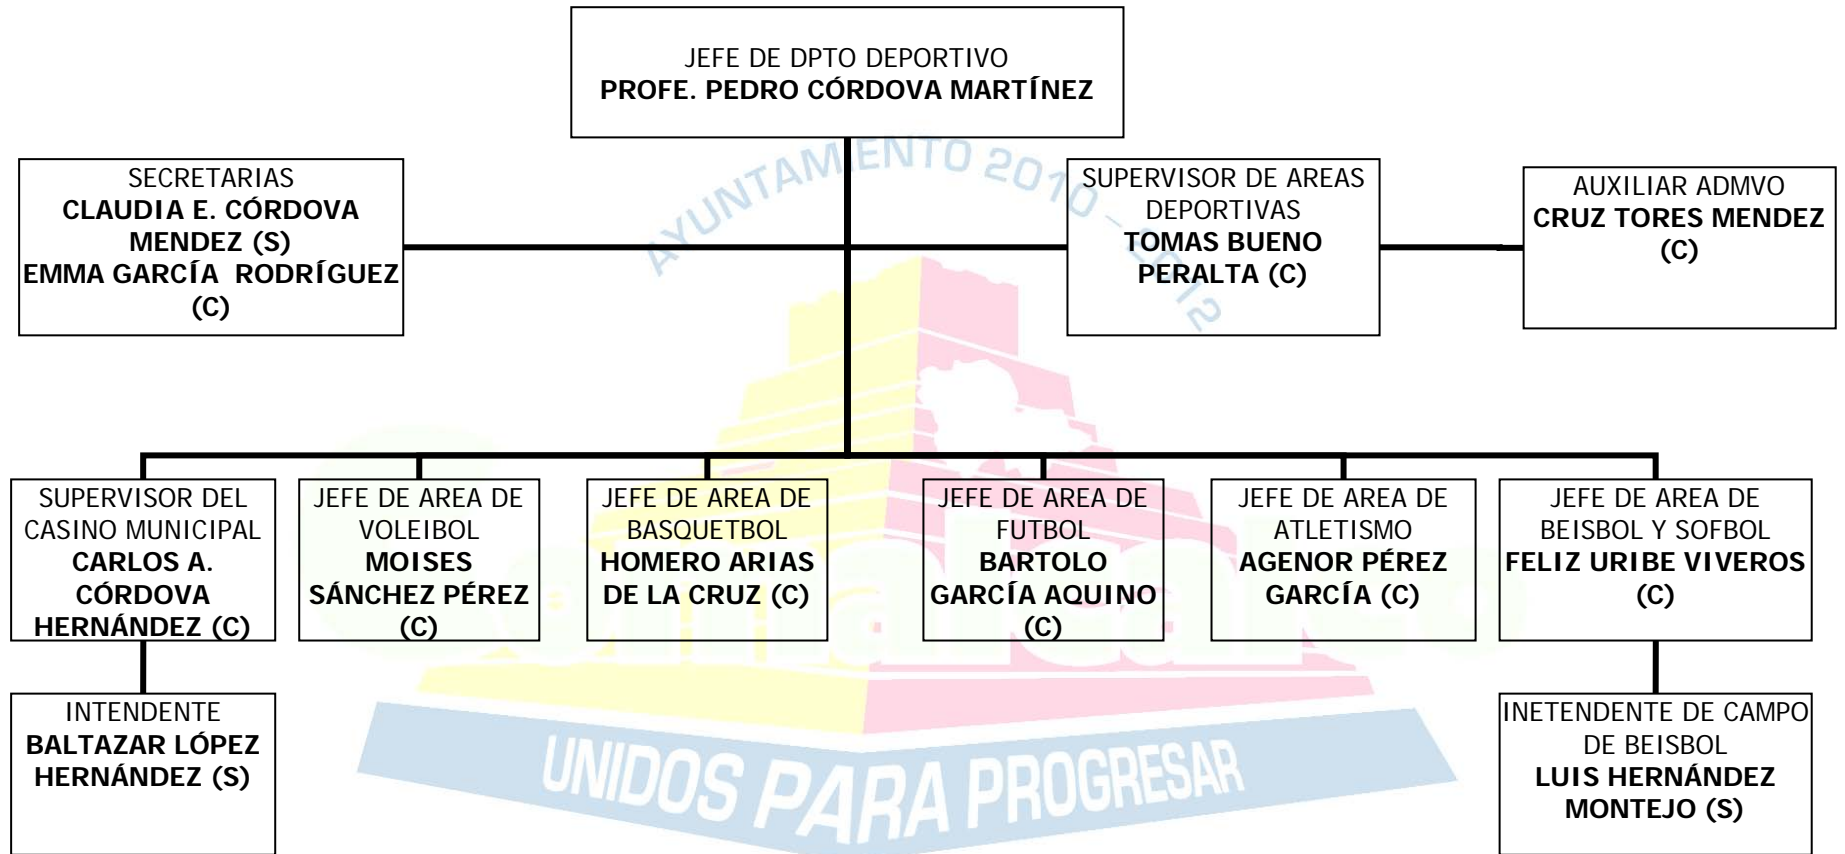 JEFE DE DPTO DEPORTIVO
PROFE. PEDRO CÓRDOVA MARTÍNEZ
AYUNTAMIENTO 2010 - 2012
SECRETARIAS
CLAUDIA E. CÓRDOVA
MENDEZ (S)
EMMA GARCÍA RODRÍGUEZ
(C)
SUPERVISOR DE AREAS
DEPORTIVAS
TOMAS BUENO
PERALTA (C)
AUXILIAR ADMVO
CRUZ TORES MENDEZ
(C)
SUPERVISOR DEL
CASINO MUNICIPAL
CARLOS A.
CÓRDOVA
HERNÁNDEZ (C)
JEFE DE AREA DE
VOLEIBOL
MOISES
SÁNCHEZ PÉREZ
(C)
JEFE DE AREA DE
BASQUETBOL
HOMERO ARIAS
DE LA CRUZ (C)
JEFE DE AREA DE
FUTBOL
BARTOLO
GARCÍA AQUINO
(C)
JEFE DE AREA DE
ATLETISMO
AGENOR PÉREZ
GARCÍA (C)
JEFE DE AREA DE
BEISBOL Y SOFBOL
FELIZ URIBE VIVEROS
(C)
Comalcalco
INTENDENTE
BALTAZAR LÓPEZ
HERNÁNDEZ (S)
INETENDENTE DE CAMPO
DE BEISBOL
LUIS HERNÁNDEZ
MONTEJO (S)
UNIDOS PARA PROGRESAR